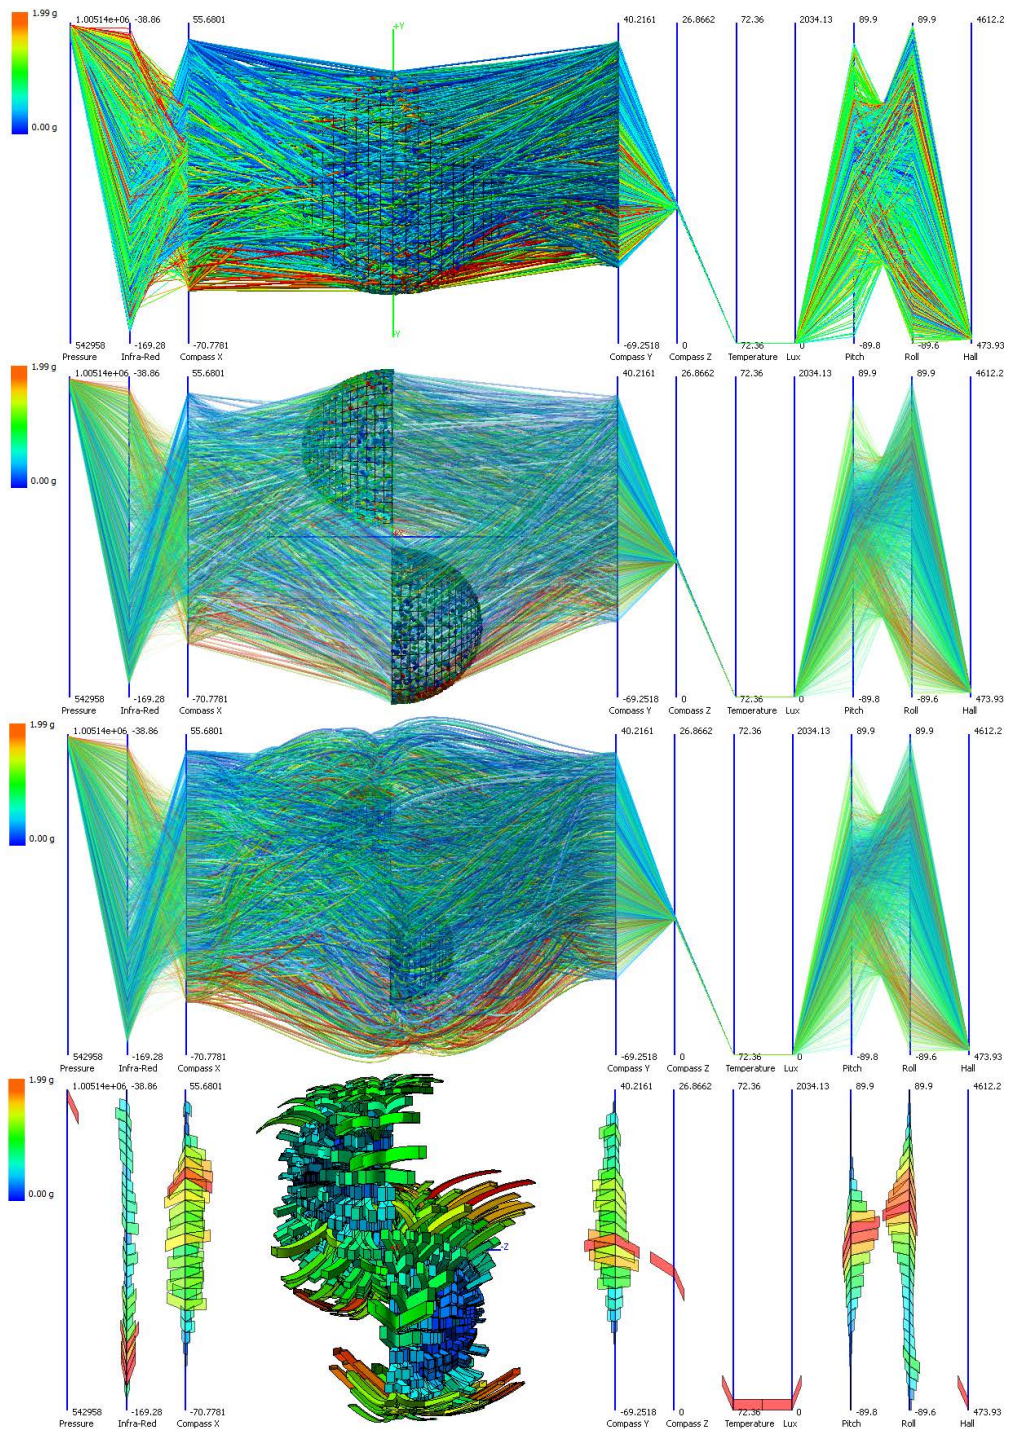 1.99 g
0.00 g
1.00514e+06 -38.86 55.6801 +Y 40.2161 26.8662 72.36 2034.13 89.9 89.9 4612.2
542958 -169.28 -70.7781 -Y -69.2518 0 72.36 0 -89.8 -89.6 473.93
Pressure Infra-Red Compass X Compass Y Compass Z Temperature Lux Pitch Roll Hall
1.99 g
0.00 g
1.00514e+06 -38.86 55.6801 40.2161 26.8662 72.36 2034.13 89.9 89.9 4612.2
542958 -169.28 -70.7781 -69.2518 0 72.36 0 -89.8 -89.6 473.93
Pressure Infra-Red Compass X Compass Y Compass Z Temperature Lux Pitch Roll Hall
1.99 g
0.00 g
1.00514e+06 -38.86 55.6801 40.2161 26.8662 72.36 2034.13 89.9 89.9 4612.2
542958 -169.28 -70.7781 -69.2518 0 72.36 0 -89.8 -89.6 473.93
Pressure Infra-Red Compass X Compass Y Compass Z Temperature Lux Pitch Roll Hall
1.99 g
0.00 g
1.00514e+06 -38.86 55.6801 40.2161 26.8662 72.36 2034.13 89.9 89.9 4612.2
-Z
542958 -169.28 -70.7781 -69.2518 0 72.36 0 -89.8 -89.6 473.93
Pressure Infra-Red Compass X Compass Y Compass Z Temperature Lux Pitch Roll Hall